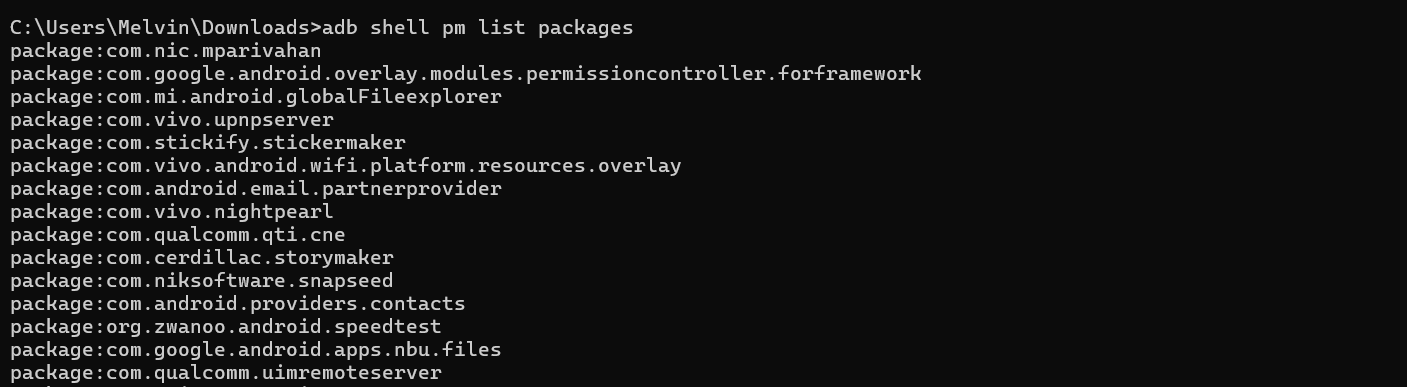 C:\Users\Melvin\Downloads>adb shell pm list packages
package:com.nic.mparivahan
package:com.google.android.overlay.modules.permissioncontroller.forframework
package:com.mi.android.globalFileexplorer
package:com.vivo.upnpserver
package:com.stickify.stickermaker
package:com.vivo.android.wifi.platform.resources.overlay
package:com.android.email.partnerprovider
package:com.vivo.nightpearl
package:com.qualcomm.qti.cne
package:com.cerdillac.storymaker
package:com.niksoftware.snapseed
package:com.android.providers.contacts
package:org.zwanoo.android.speedtest
package:com.google.android.apps.nbu.files
package:com.qualcomm.uimremoteserver